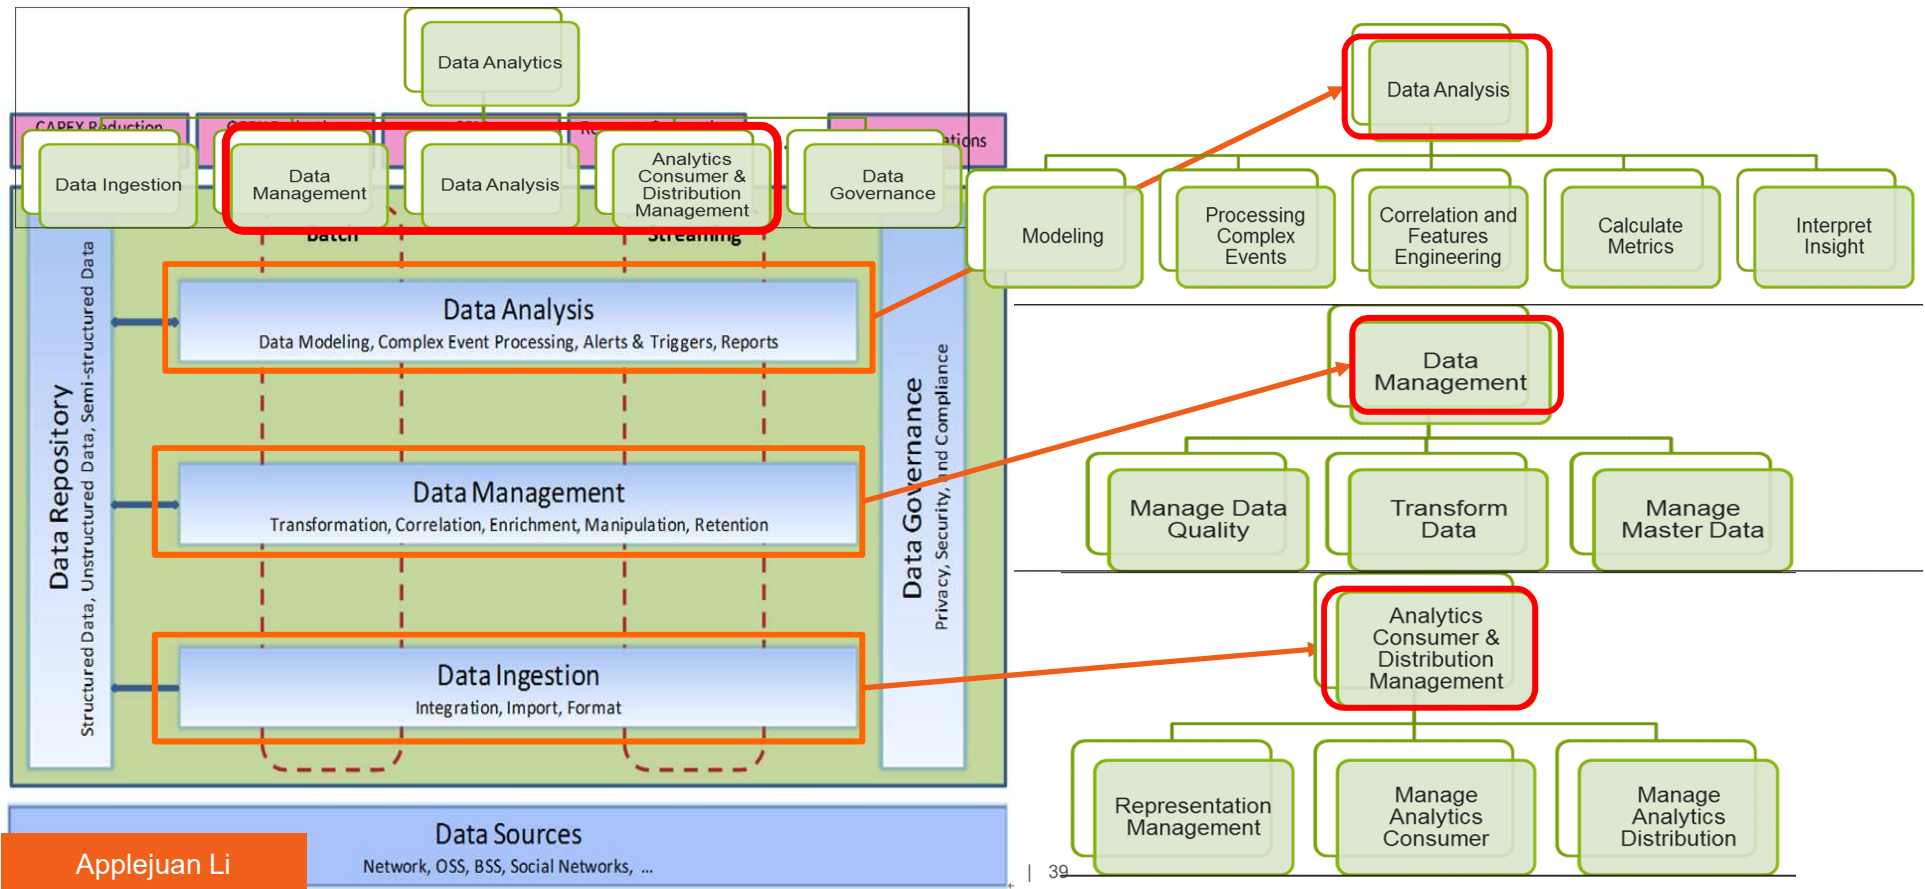 Data Analytics
CAPEX Reduction
ations
Data Ingestion
Data
Management
Data Analysis
Analytics
Consumer &
Distribution
Management
Data
Governance
Batch
Streaming
Data Repository
Structured Data, Unstructured Data, Semi-structured Data
Data Analysis
Data Modeling, Complex Event Processing, Alerts & Triggers, Reports
Data Management
Transformation, Correlation, Enrichment, Manipulation, Retention
Data Ingestion
Integration, Import, Format
Data Governance
Privacy, Security, and Compliance
Data Sources
Network, OSS, BSS, Social Networks, ...
Applejuan Li
| 39
Data Analysis
Modeling
Processing
Complex
Events
Correlation and
Features
Engineering
Calculate
Metrics
Interpret
Insight
Data
Management
Manage Data
Quality
Transform
Data
Manage
Master Data
Analytics
Consumer &
Distribution
Management
Representation
Management
Manage
Analytics
Consumer
Manage
Analytics
Distribution